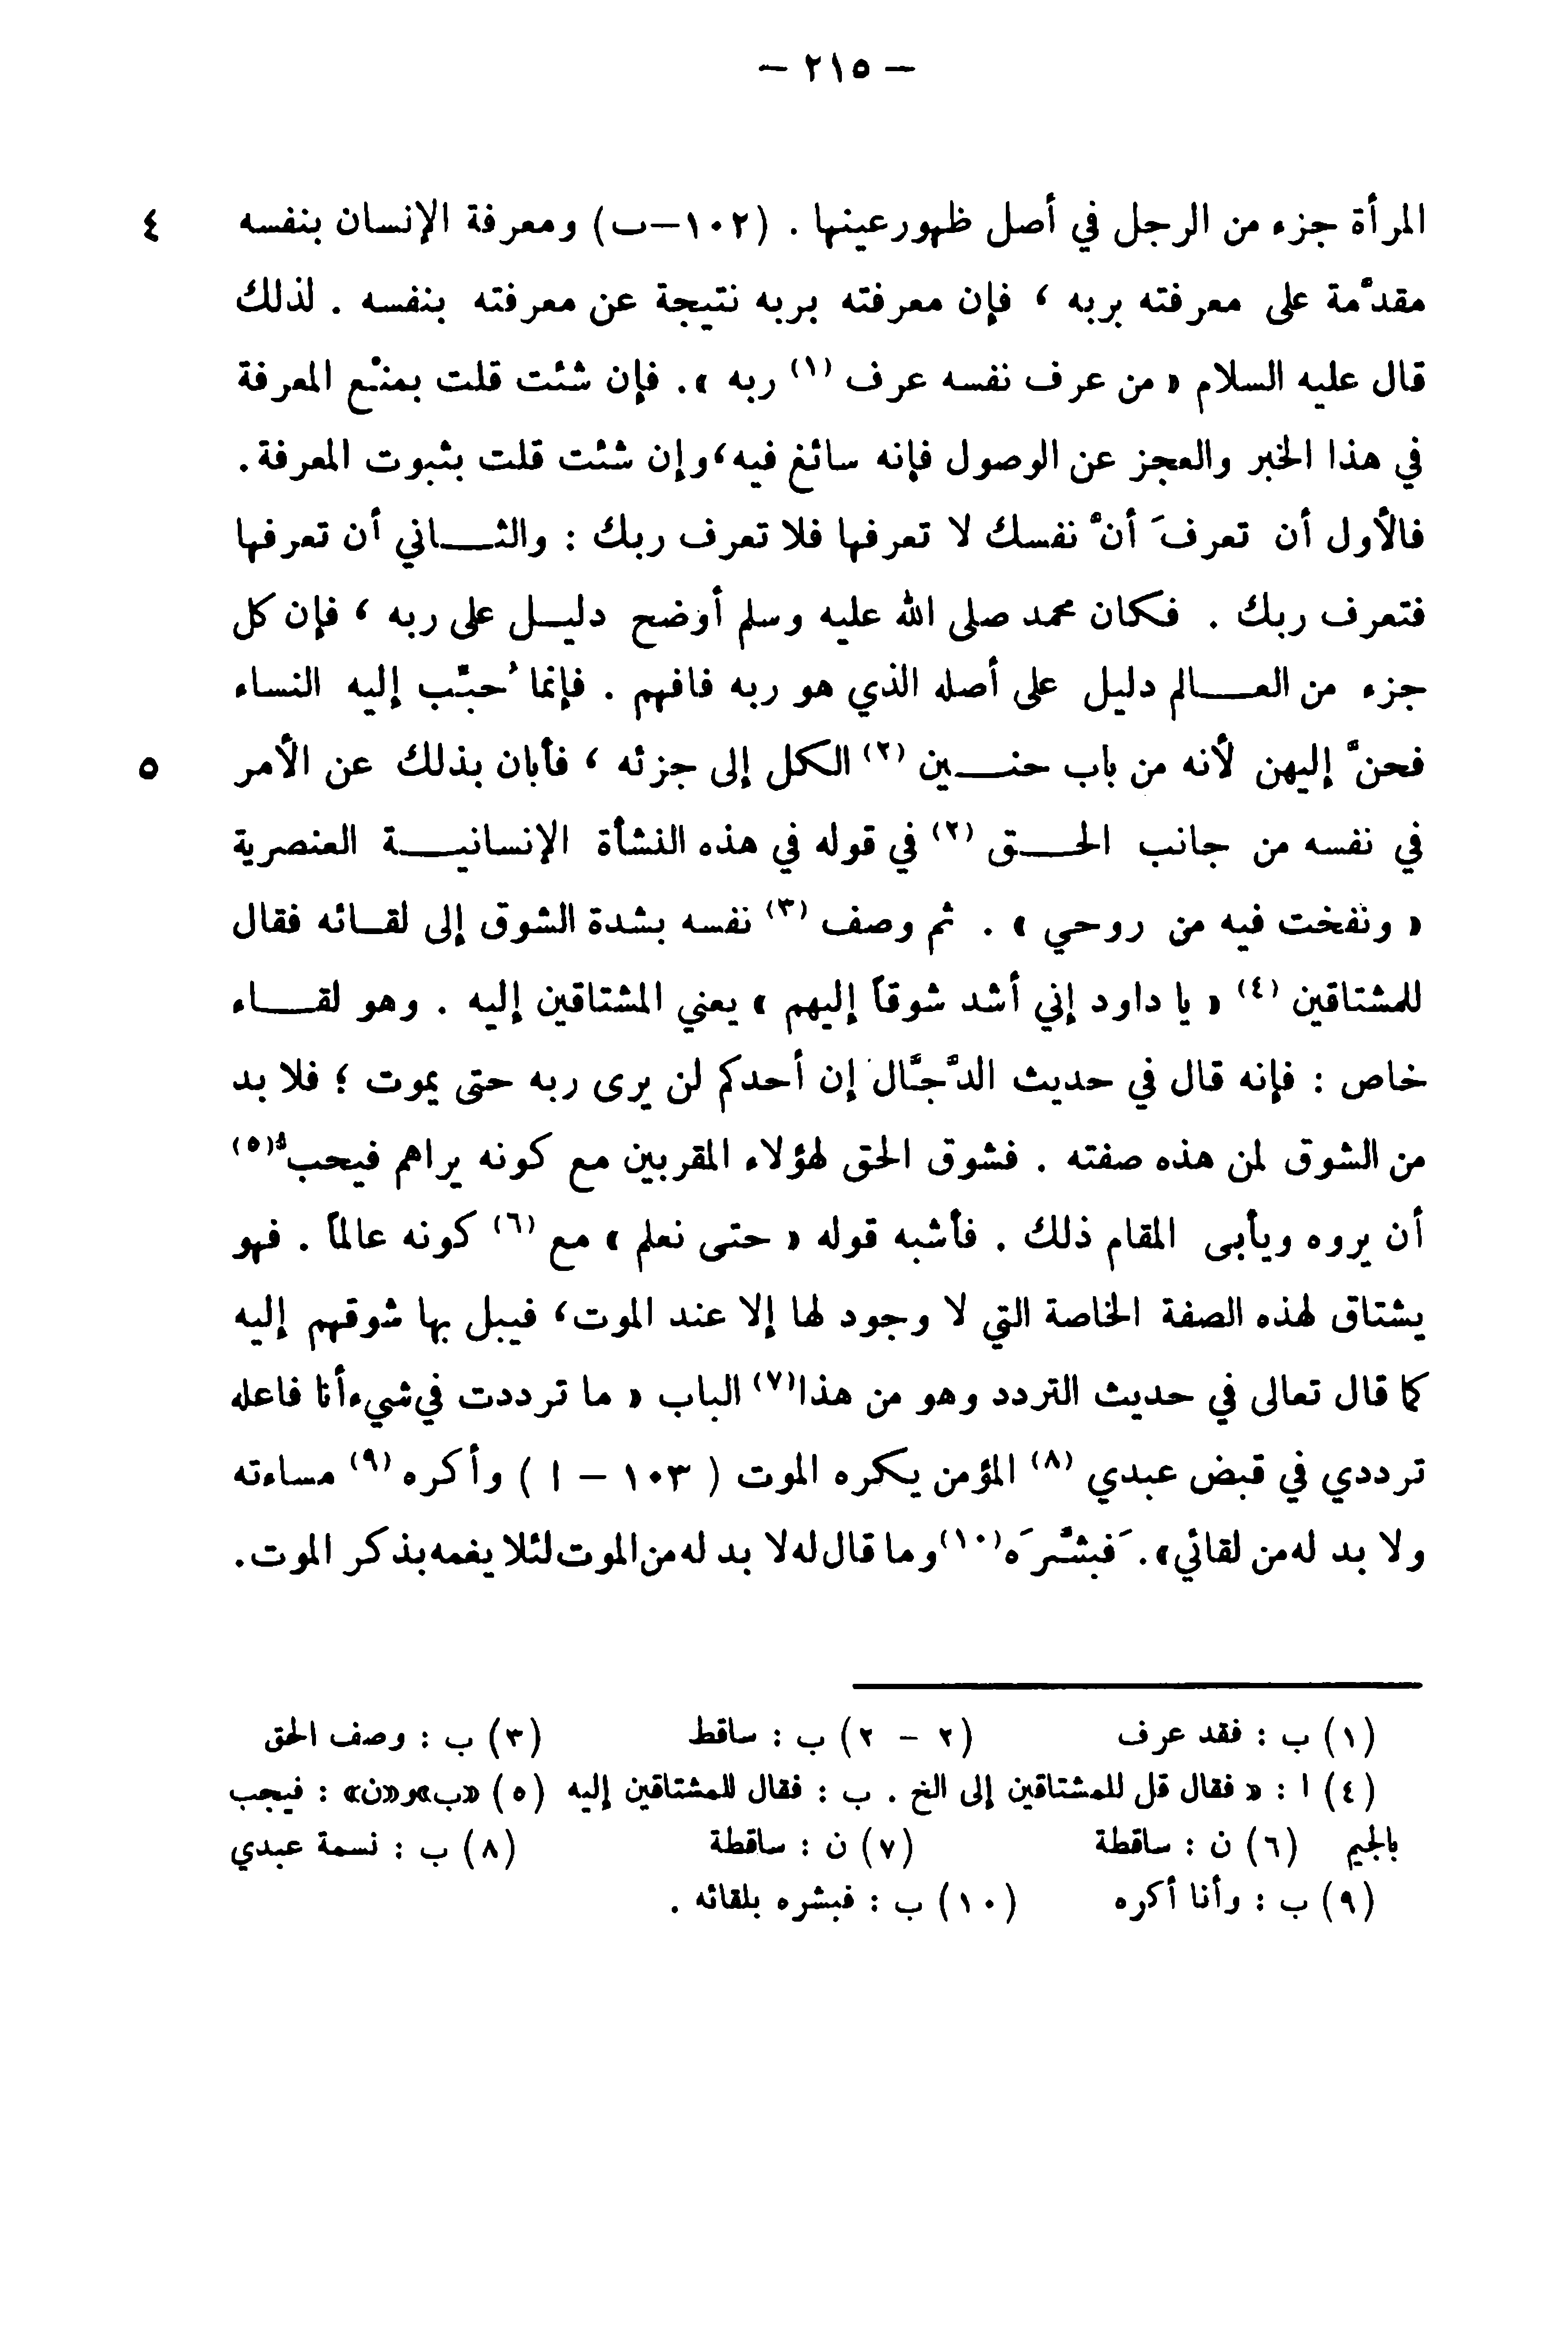 — ٢١٥ —
المرأة جزء من الرجل في أصل ظهور عينها . (١٠٢–ب) ومعرفة الإنسان بنفسه ٤
مقدَّمة على معرفته بربه ، فإن معرفته بربه نتيجة عن معرفته بنفسه . لذلك
قال عليه السلام « من عرف نفسه عرف (١) ربه ». فإن شئت قلت بمنْع المعرفة
في هذا الخبر والعجز عن الوصول فإنه سائغ فيه، وإن شئت قلت بثبوت المعرفة.
فالأول أن تعرفَ أنَّ نفسك لا تعرفها فلا تعرف ربك : والثـــاني أن تعرفها
فتعرف ربك . فكان محمد صلى الله عليه وسلم أوضح دليـل على ربه ، فإن كل
جزء من العـــالم دليل على أصله الذي هو ربه فافهم . فإنما حُبِّب إليه النساء
فحنَّ إليهن لأنه من باب حنـــين (٢) الكل إلى جزئه ، فأبان بذلك عن الأمر ٥
في نفسه من جانب الحـــق (٢) في قوله في هذه النشأة الإنسانيـــة العنصرية
« ونفخت فيه من روحي » . ثم وصف (٣) نفسه بشدة الشوق إلى لقـائه فقال
للمشتاقين (٤) « يا داود إني أشد شوقاً إليهم » يعني المشتاقين إليه . وهو لقـــاء
خاص : فإنه قال في حديث الدَّجَّال إن أحدكم لن يرى ربه حتى يموت ؛ فلا بد
من الشوق لمن هذه صفته . فشوق الحق لهؤلاء المقربين مع كونه يراهم فيحبُّ (٥)
أن يروه ويأبى المقام ذلك . فأشبه قوله « حتى نعلم » مع (٦) كونه عالماً . فهو
يشتاق لهذه الصفة الخاصة التي لا وجود لها إلا عند الموت، فيبل بها شوقهم إليه
كما قال تعالى في حديث التردد وهو من هذا (٧) الباب « ما ترددت في شيء أنا فاعله
ترددي في قبض عبدي (٨) المؤمن يكره الموت ( ١٠٣ – ا ) وأكره (٩) مساءته
ولا بد له من لقائي». فَبشَّرَه (١٠) وما قال له لا بد له من الموت لئلا يغمه بذكر الموت.
(١) ب : فقد عرف (٢ – ٢) ب : ساقط (٣) ب : وصف الحق
(٤) ا : « فقال قل للمشتاقين إلى الخ . ب : فقال للمشتاقين إليه (٥) «ب» و«ن» : فيجب
بالجيم (٦) ن : ساقطة (٧) ن : ساقطة (٨) ب : نسمة عبدي
(٩) ب : وأنا أكره (١٠) ب : فبشره بلقائه .